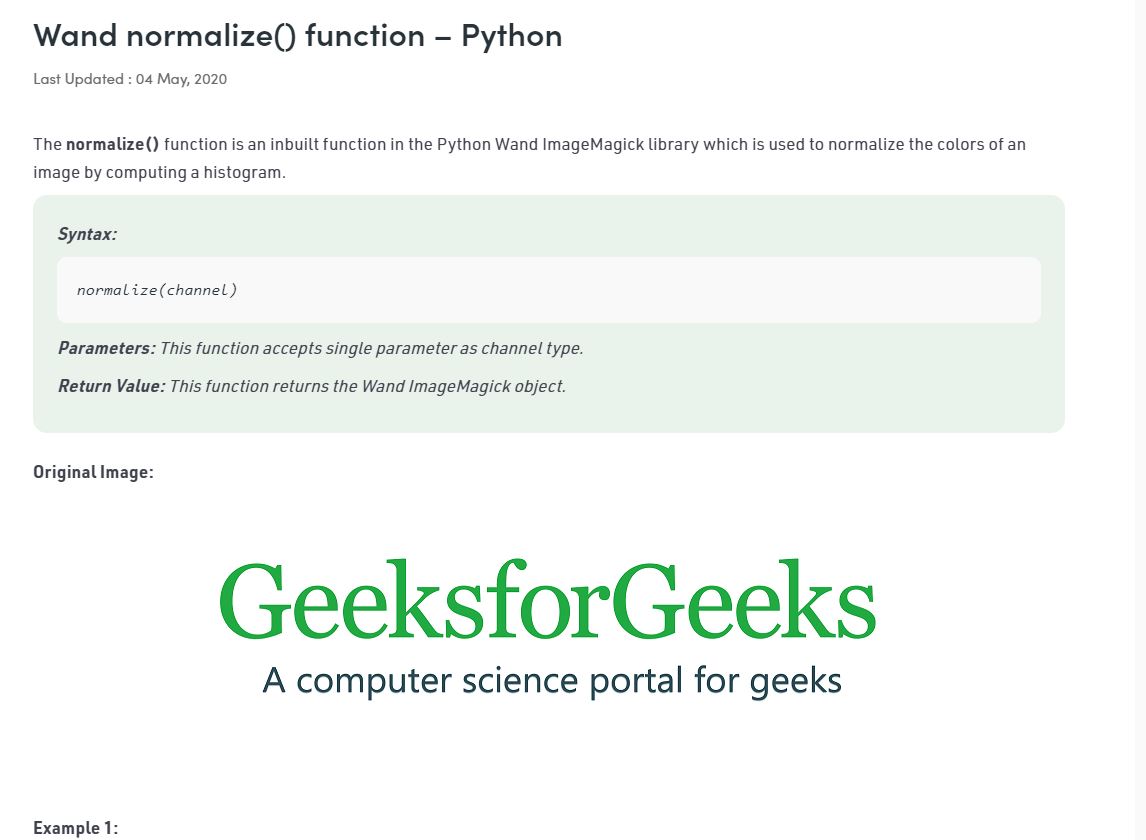 Wand normalize() function – Python
Last Updated : 04 May, 2020
The normalize() function is an inbuilt function in the Python Wand ImageMagick library which is used to normalize the colors of an
image by computing a histogram.
Syntax:
normalize(channel)
Parameters: This function accepts single parameter as channel type.
Return Value: This function returns the Wand ImageMagick object.
Original Image:
GeeksforGeeks
A computer science portal for geeks
Example 1: